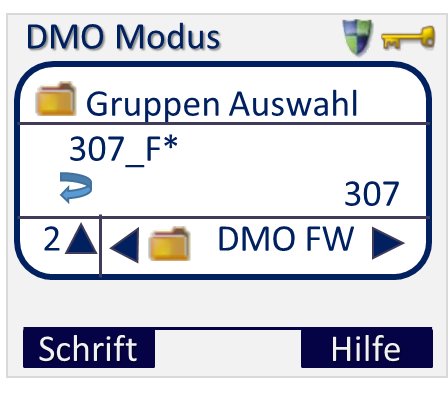 DMO Modus
Gruppen Auswahl
307_F*
307
2 DMO FW
Schrift Hilfe